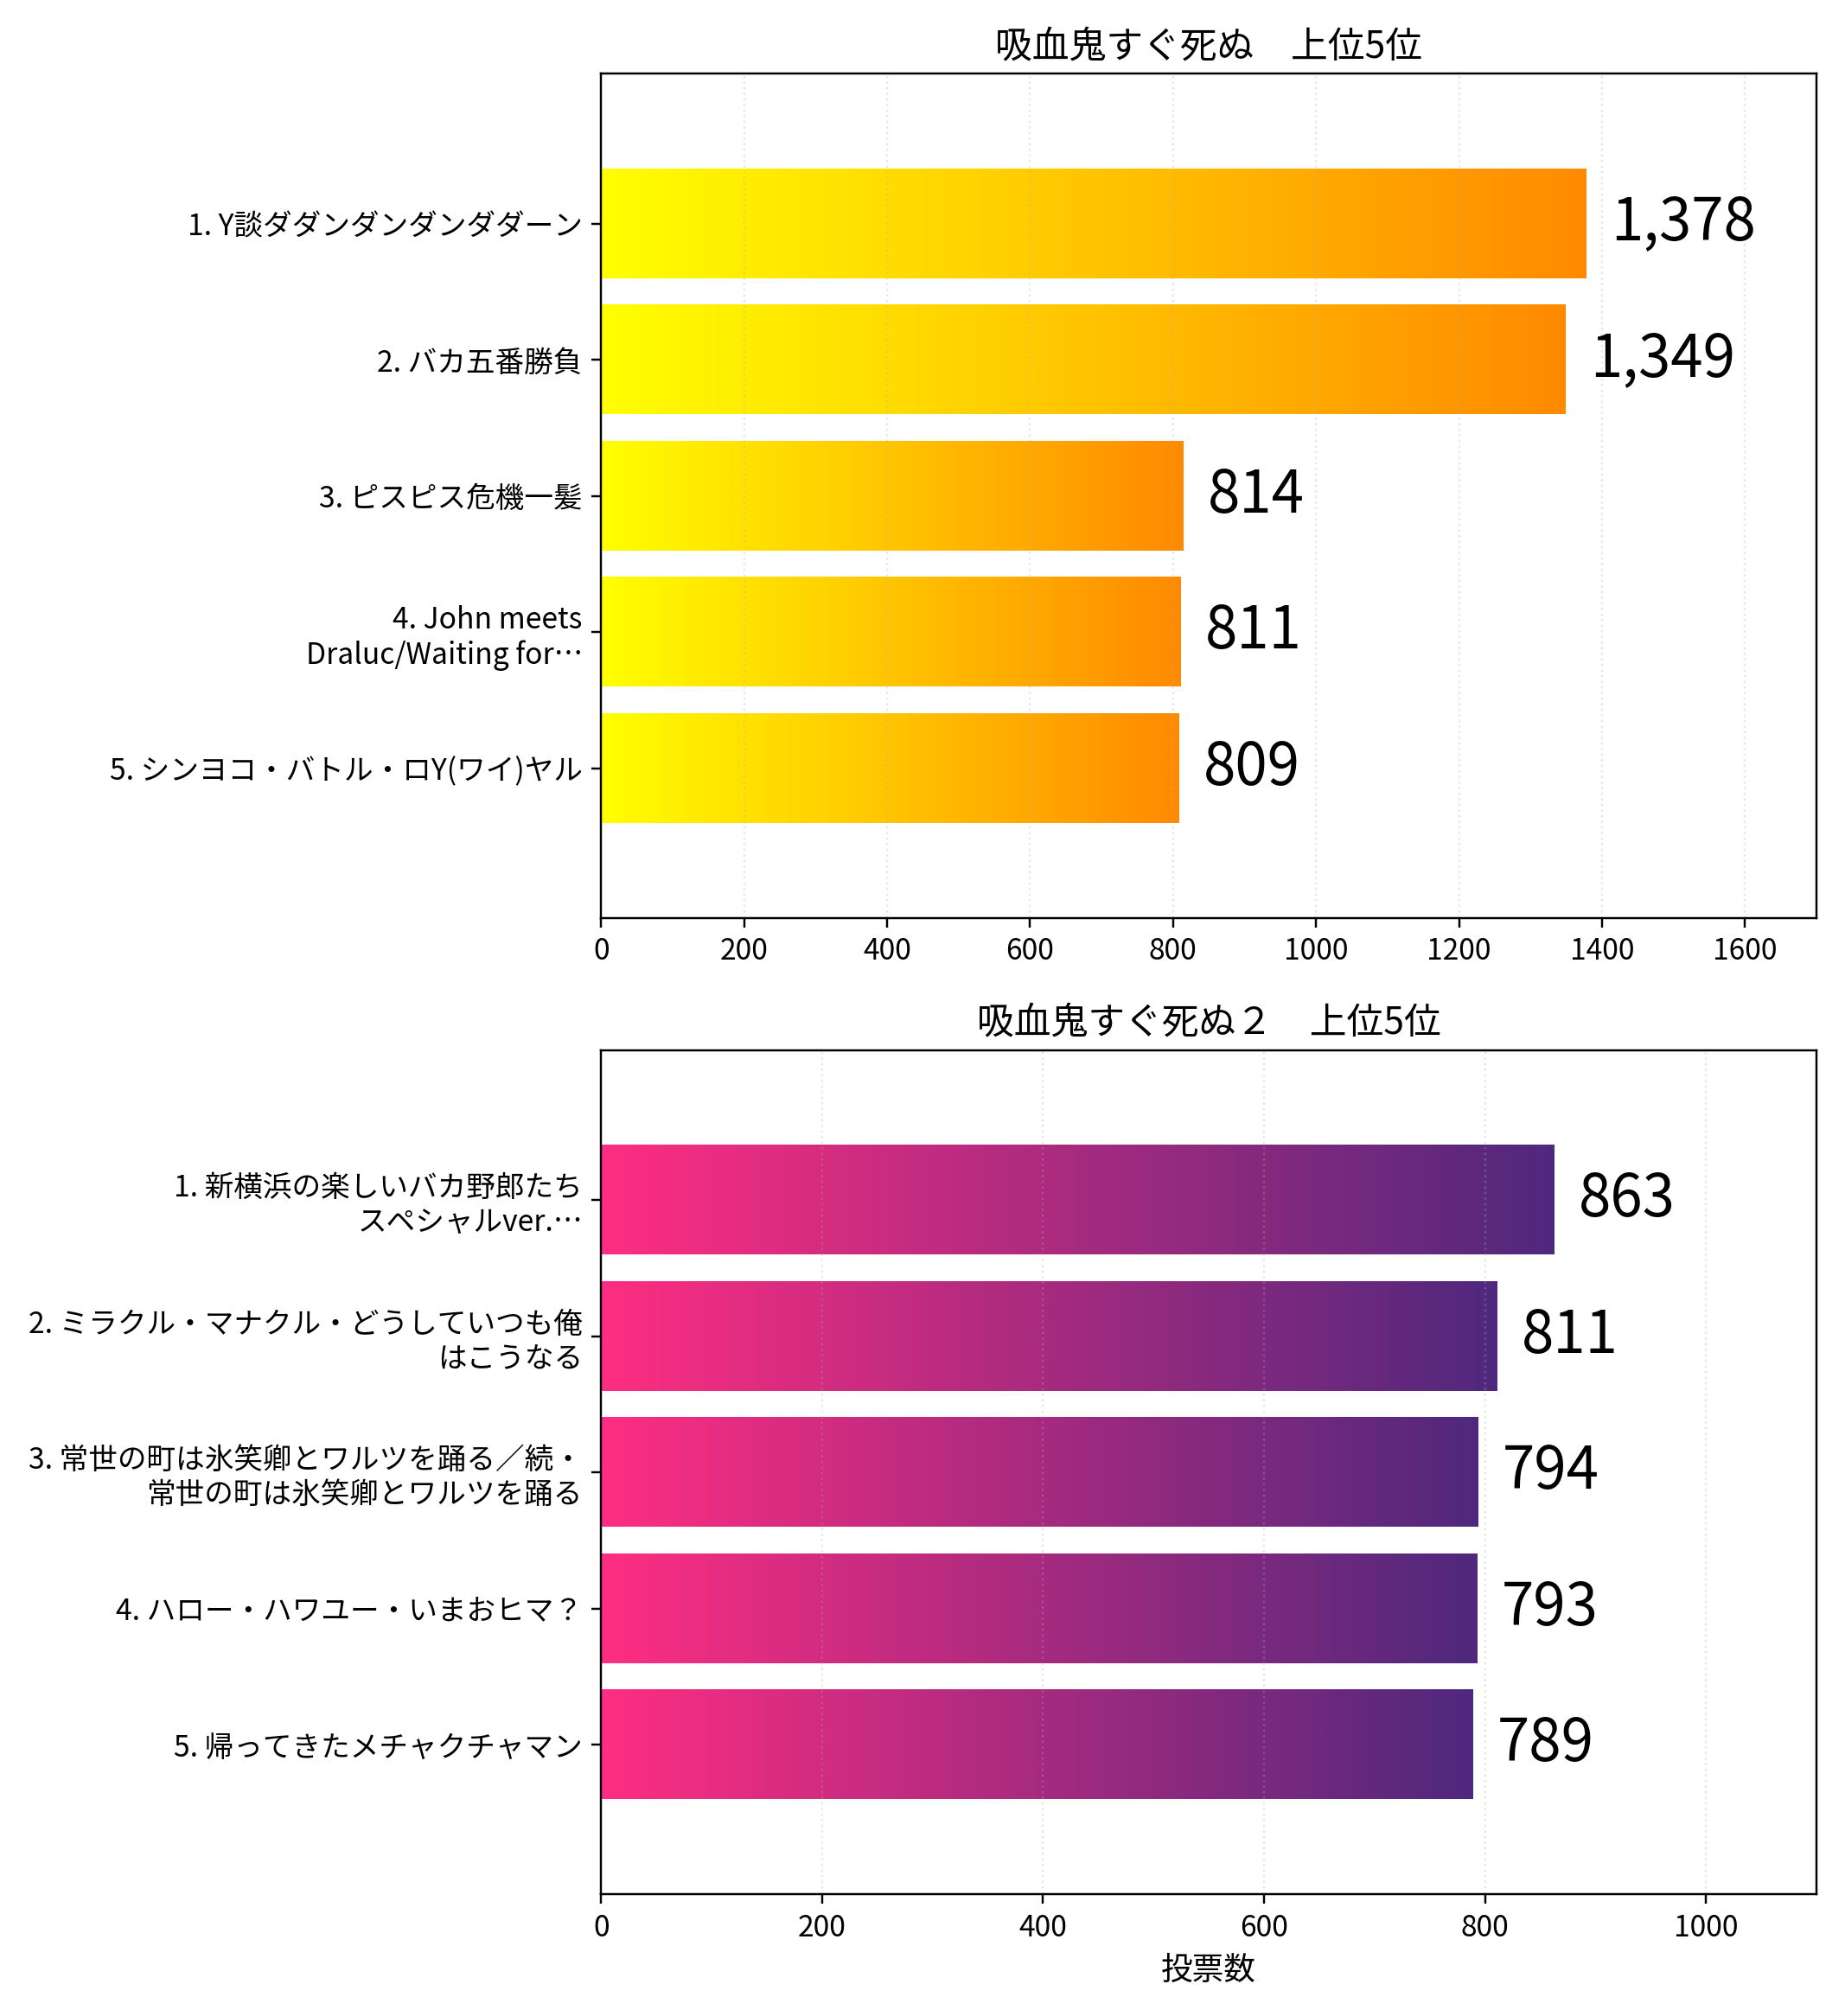 吸血鬼すぐ死ぬ　上位5位
1. Y談ダダンダンダンダダーン
1,378
2. バカ五番勝負
1,349
3. ピスピス危機一髪
814
4. John meets
Draluc/Waiting for…
811
5. シンヨコ・バトル・ロY(ワイ)ヤル
809
0 200 400 600 800 1000 1200 1400 1600
吸血鬼すぐ死ぬ２　上位5位
1. 新横浜の楽しいバカ野郎たち
スペシャルver.…
863
2. ミラクル・マナクル・どうしていつも俺
はこうなる
811
3. 常世の町は氷笑卿とワルツを踊る／続・
常世の町は氷笑卿とワルツを踊る
794
4. ハロー・ハワユー・いまおヒマ？
793
5. 帰ってきたメチャクチャマン
789
0 200 400 600 800 1000
投票数